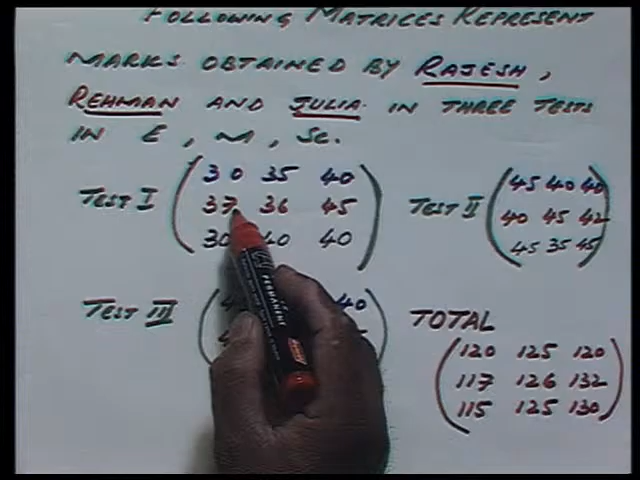 FOLLOWING MATRICES REPRESENT
MARKS OBTAINED BY RAJESH,
REHMAN AND JULIA IN THREE TESTS
IN E, M, Sc.
TEST I
30 35 40
37 36 45
30 40 40
TEST II
45 40 40
40 45 42
45 35 45
TEST III
40
TOTAL
120 125 120
117 126 132
115 125 130
PERMANENT